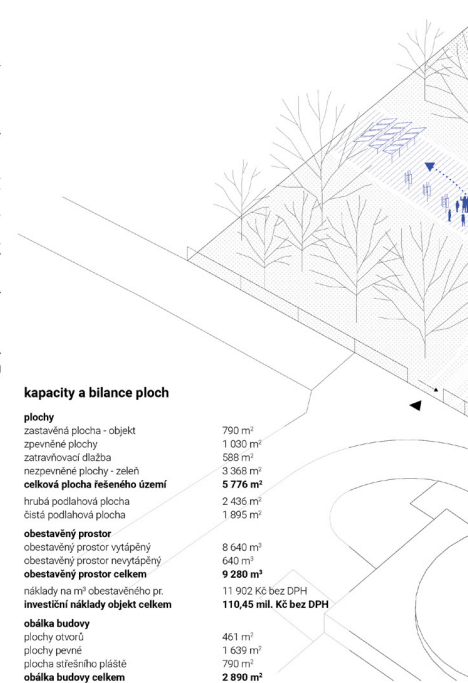 kapacity a bilance ploch
plochy
zastavěná plocha - objekt 790 m²
zpevněné plochy 1 030 m²
zatravňovací dlažba 588 m²
nezpevněné plochy - zeleň 3 368 m²
celková plocha řešeného území 5 776 m²
hrubá podlahová plocha 2 436 m²
čistá podlahová plocha 1 895 m²
obestavěný prostor
obestavěný prostor vytápěný 8 640 m³
obestavěný prostor nevytápěný 640 m³
obestavěný prostor celkem 9 280 m³
náklady na m³ obestavěného pr. 11 902 Kč bez DPH
investiční náklady objekt celkem 110,45 mil. Kč bez DPH
obálka budovy
plochy otvorů 461 m²
plochy pevné 1 639 m²
plocha střešního pláště 790 m²
obálka budovy celkem 2 890 m²